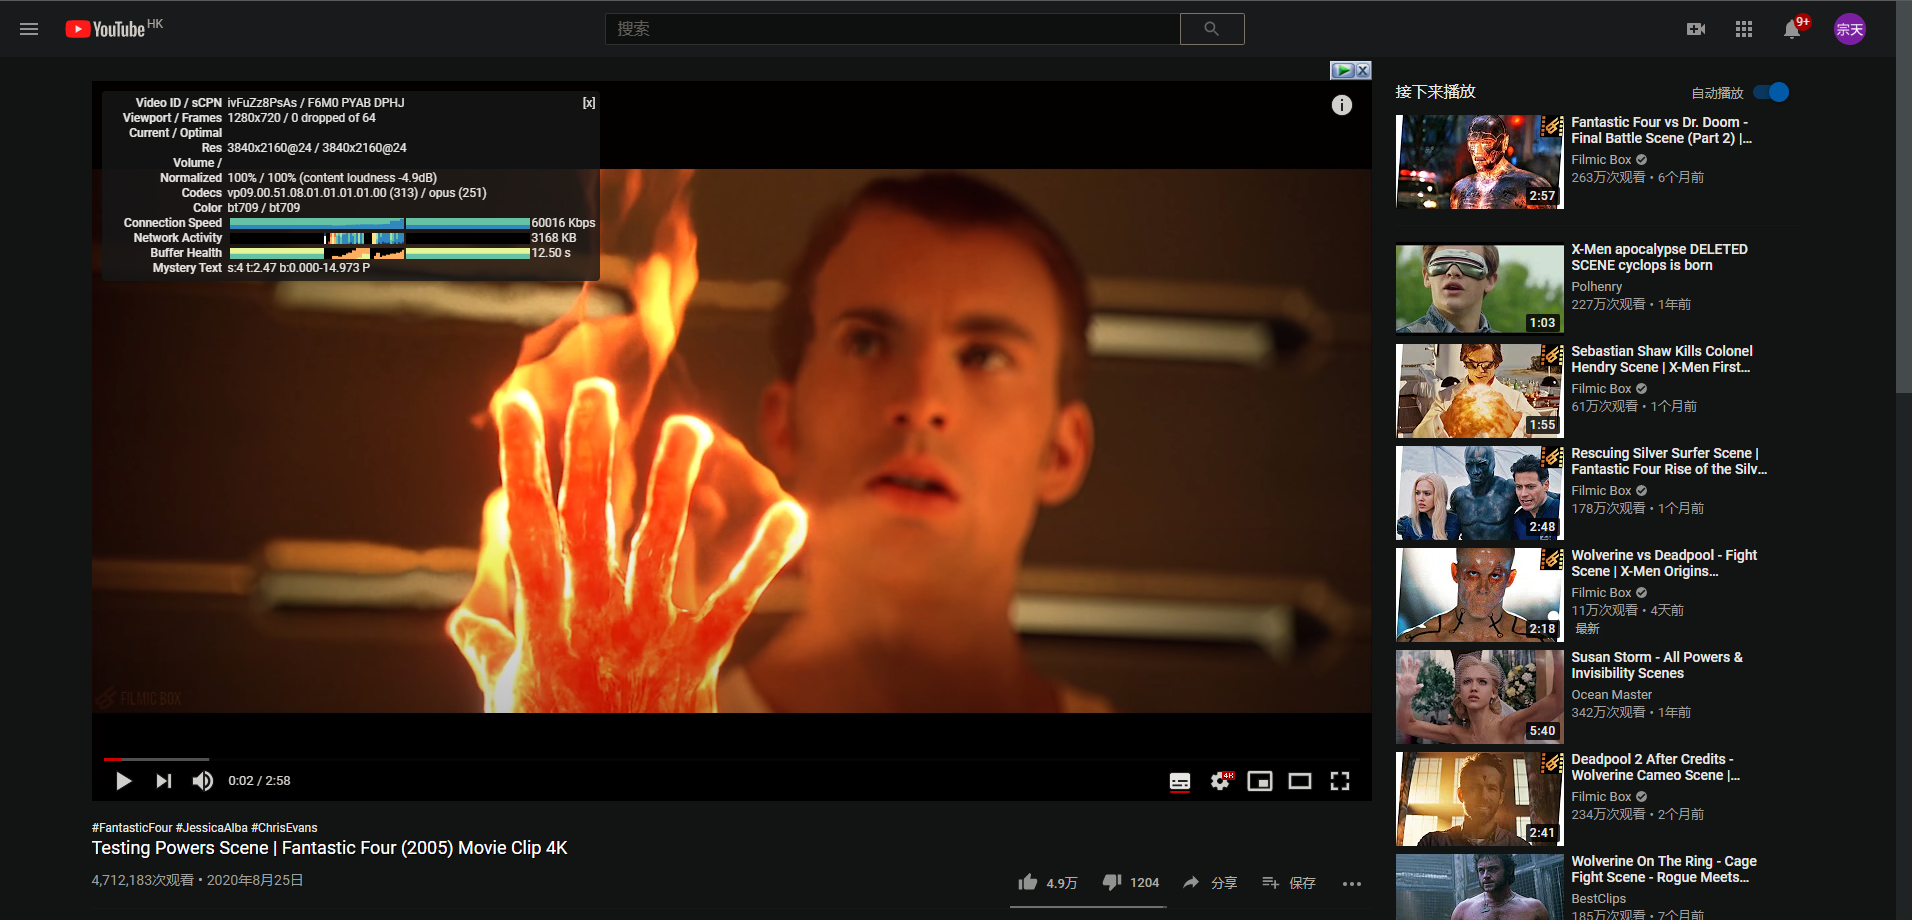 YouTube HK
搜索
9+
宗天
Video ID / sCPN ivFuZz8PsAs / F6M0 PYAB DPHJ
[x]
Viewport / Frames 1280x720 / 0 dropped of 64
Current / Optimal
Res 3840x2160@24 / 3840x2160@24
Volume /
Normalized 100% / 100% (content loudness -4.9dB)
Codecs vp09.00.51.08.01.01.01.01.00 (313) / opus (251)
Color bt709 / bt709
Connection Speed 60016 Kbps
Network Activity 3168 KB
Buffer Health 12.50 s
Mystery Text s:4 t:2.47 b:0.000-14.973 P
FILMIC BOX
0:02 / 2:58
4K
#FantasticFour #JessicaAlba #ChrisEvans
Testing Powers Scene | Fantastic Four (2005) Movie Clip 4K
4,712,183次观看 • 2020年8月25日
4.9万
1204
分享
保存
接下来播放
自动播放
Fantastic Four vs Dr. Doom -
Final Battle Scene (Part 2) |...
Filmic Box
263万次观看 • 6个月前
2:57
X-Men apocalypse DELETED
SCENE cyclops is born
Polhenry
227万次观看 • 1年前
1:03
Sebastian Shaw Kills Colonel
Hendry Scene | X-Men First...
Filmic Box
61万次观看 • 1个月前
1:55
Rescuing Silver Surfer Scene |
Fantastic Four Rise of the Silv...
Filmic Box
178万次观看 • 1个月前
2:48
Wolverine vs Deadpool - Fight
Scene | X-Men Origins...
Filmic Box
11万次观看 • 4天前
最新
2:18
Susan Storm - All Powers &
Invisibility Scenes
Ocean Master
342万次观看 • 1年前
5:40
Deadpool 2 After Credits -
Wolverine Cameo Scene |...
Filmic Box
234万次观看 • 2个月前
2:41
Wolverine On The Ring - Cage
Fight Scene - Rogue Meets...
BestClips
185万次观看 • 7个月前